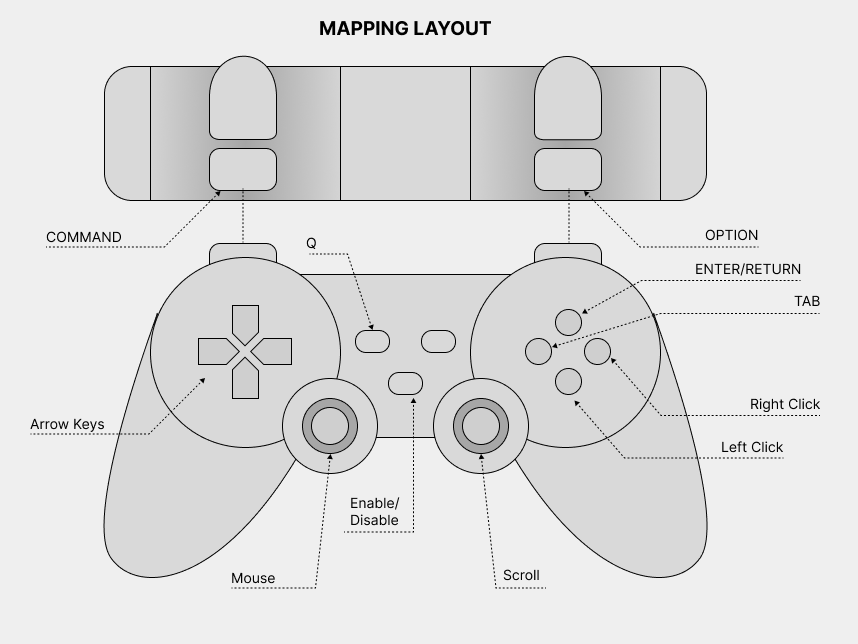 MAPPING LAYOUT
COMMAND
Q
OPTION
ENTER/RETURN
TAB
Right Click
Arrow Keys
Left Click
Enable/
Disable
Mouse
Scroll